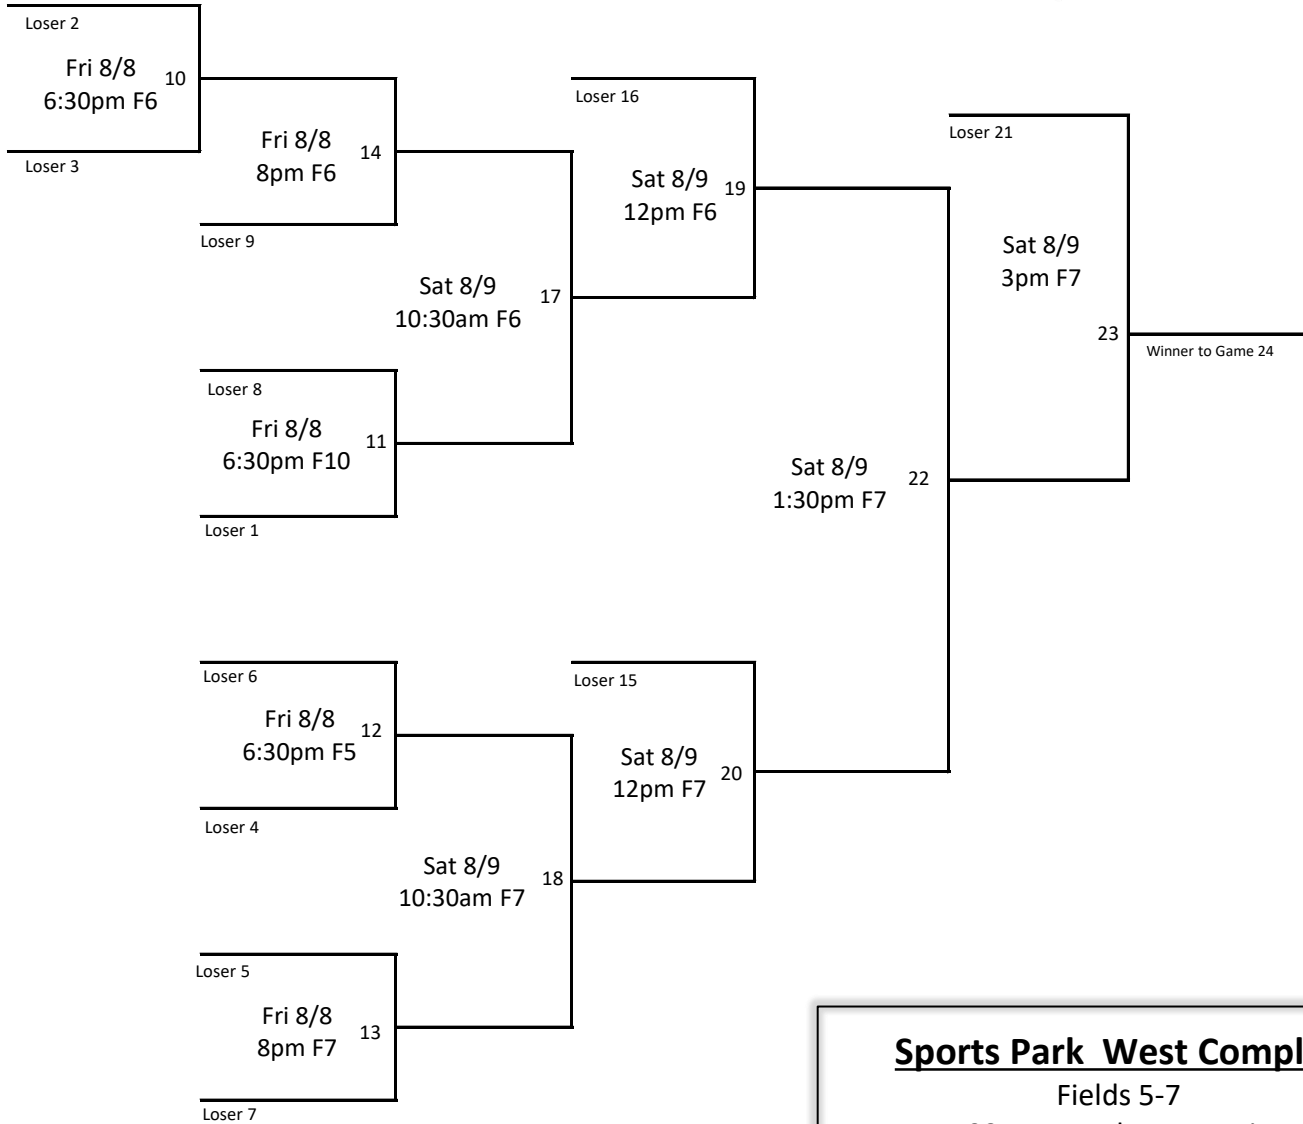 Loser 2
Fri 8/8
6:30pm F6
10
Loser 3
Fri 8/8
8pm F6
14
Loser 9
Sat 8/9
10:30am F6
17
Loser 8
Fri 8/8
6:30pm F10
11
Loser 1
Loser 16
Sat 8/9
12pm F6
19
Loser 21
Sat 8/9
3pm F7
23
Winner to Game 24
Sat 8/9
1:30pm F7
22
Loser 6
Fri 8/8
6:30pm F5
12
Loser 4
Loser 15
Sat 8/9
12pm F7
20
Sat 8/9
10:30am F7
18
Loser 5
Fri 8/8
8pm F7
13
Loser 7
Sports Park West Compl
Fields 5-7